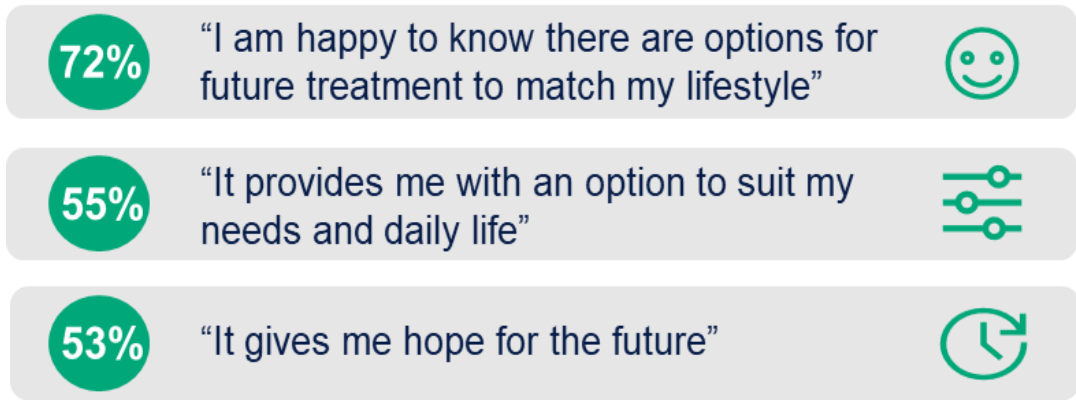 72%
“I am happy to know there are options for
future treatment to match my lifestyle”
55%
“It provides me with an option to suit my
needs and daily life”
53%
“It gives me hope for the future”